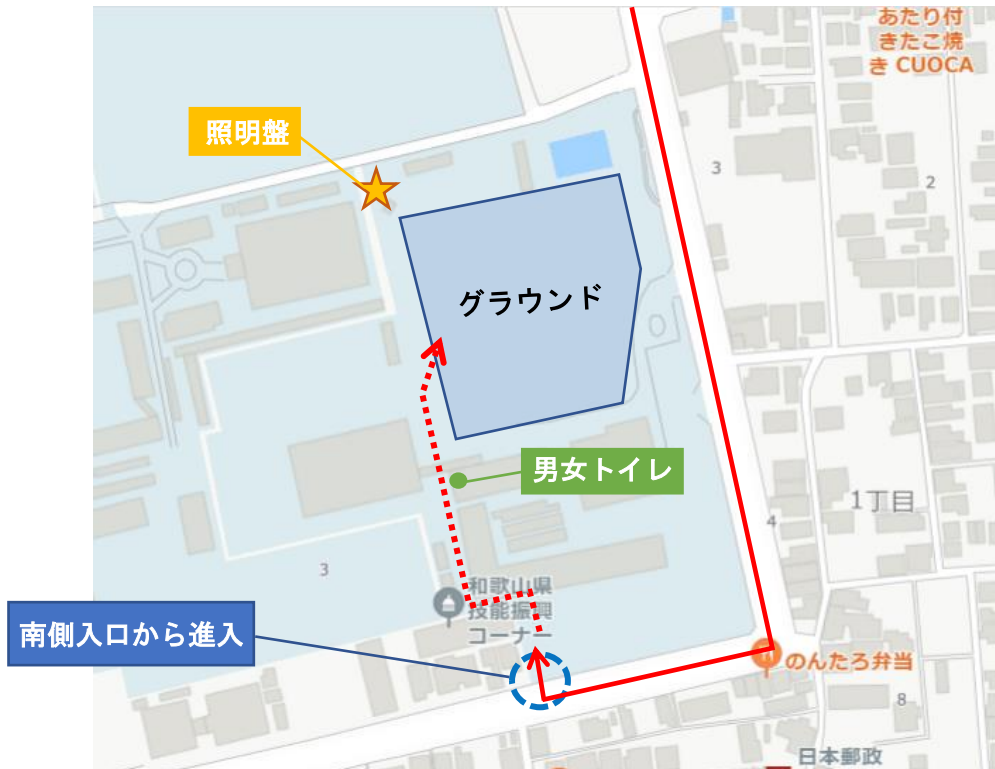 あたり付
きたこ焼
き CUOCA
照明盤
3
2
グラウンド
男女トイレ
1丁目
4
3
和歌山県
技能振興
コーナー
南側入口から進入
のんたろ弁当
8
日本郵政